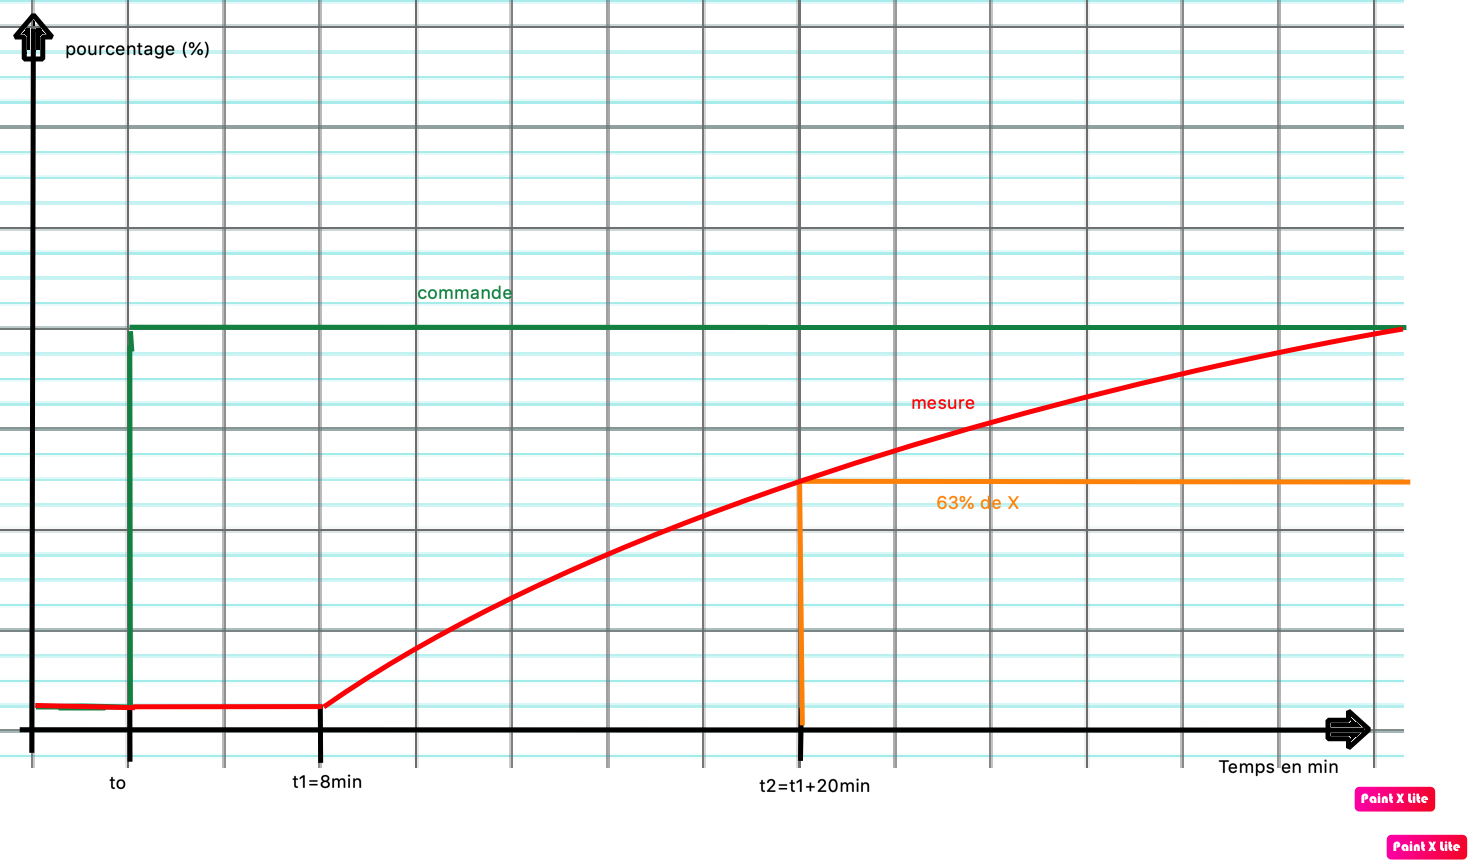 pourcentage (%)
commande
mesure
63% de X
Temps en min
to
t1=8min
t2=t1+20min
Paint X Lite
Paint X Lite